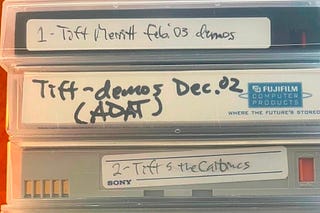 1 - Tift Merritt feb '03 demos
Tift - demos Dec. '02
(ADAT)
FUJIFILM
COMPUTER
PRODUCTS
WHERE THE FUTURE'S STORED
2 - Tift & the Carbines
SONY